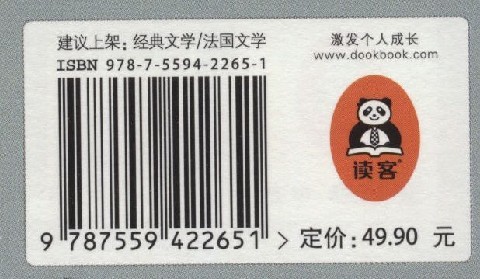 建议上架：经典文学/法国文学
ISBN 978-7-5594-2265-1
激发个人成长
www.dookbook.com
读客®
9 787559 422651 >
定价：49.90 元